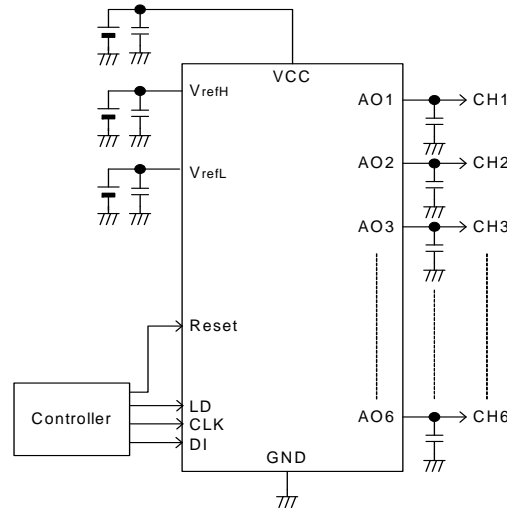 VCC
VrefH
AO1
CH1
AO2
CH2
VrefL
AO3
CH3
Reset
Controller
LD
CLK
DI
AO6
CH6
GND